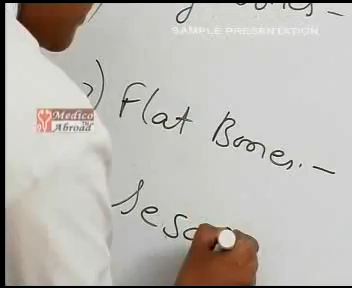 SAMPLE PRESENTATION
Medico
Abroad
) Flat Bones. -
Sesa